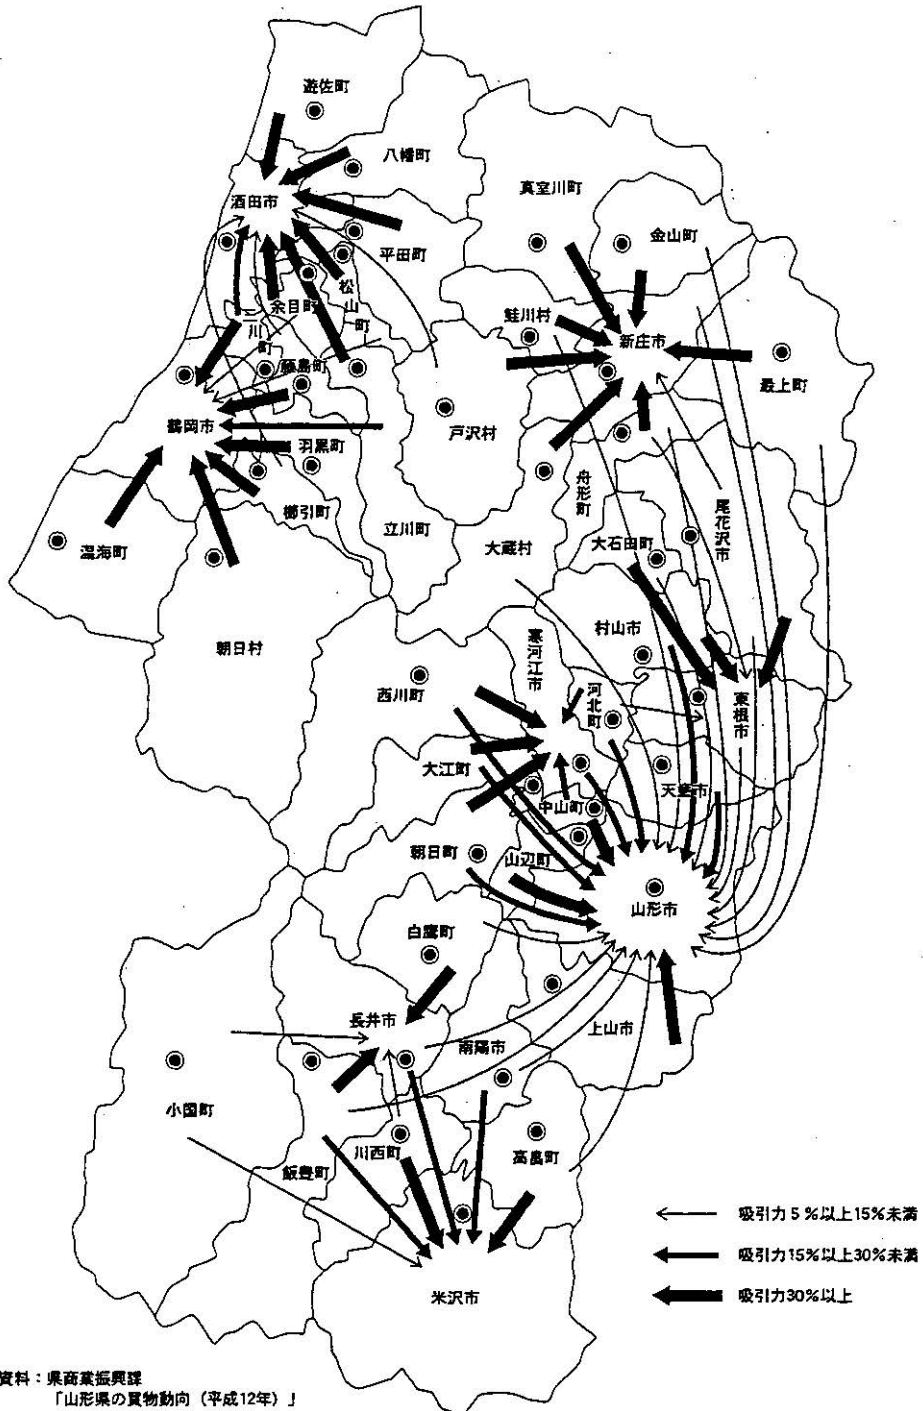 遊佐町
八幡町
酒田市
真室川町
金山町
平田町
松山町
余目町
三川町
鮭川村
新庄市
最上町
藤島町
鶴岡市
戸沢村
羽黒町
舟形町
尾花沢市
櫛引町
立川町
大蔵村
大石田町
温海町
朝日村
村山市
寒河江市
西川町
河北町
東根市
大江町
天童市
中山町
朝日町
山辺町
山形市
白鷹町
長井市
南陽市
上山市
小国町
川西町
高畠町
飯豊町
米沢市
吸引力5%以上15%未満
吸引力15%以上30%未満
吸引力30%以上
資料：県商業振興課
「山形県の買物動向（平成12年）」